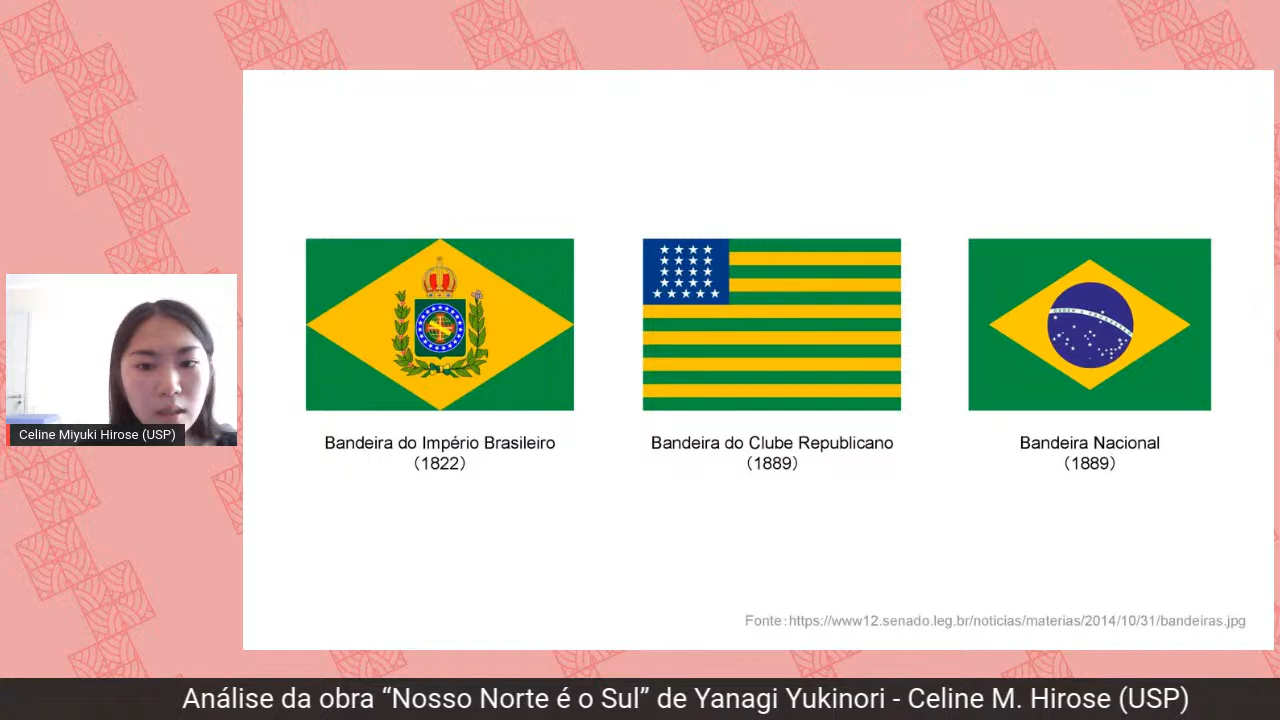 ORDEM E PROGRESSO
Bandeira do Império Brasileiro
(1822)
Bandeira do Clube Republicano
(1889)
Bandeira Nacional
(1889)
Celine Miyuki Hirose (USP)
Fonte：https://www12.senado.leg.br/noticias/materias/2014/10/31/bandeiras.jpg
Análise da obra “Nosso Norte é o Sul” de Yanagi Yukinori - Celine M. Hirose (USP)